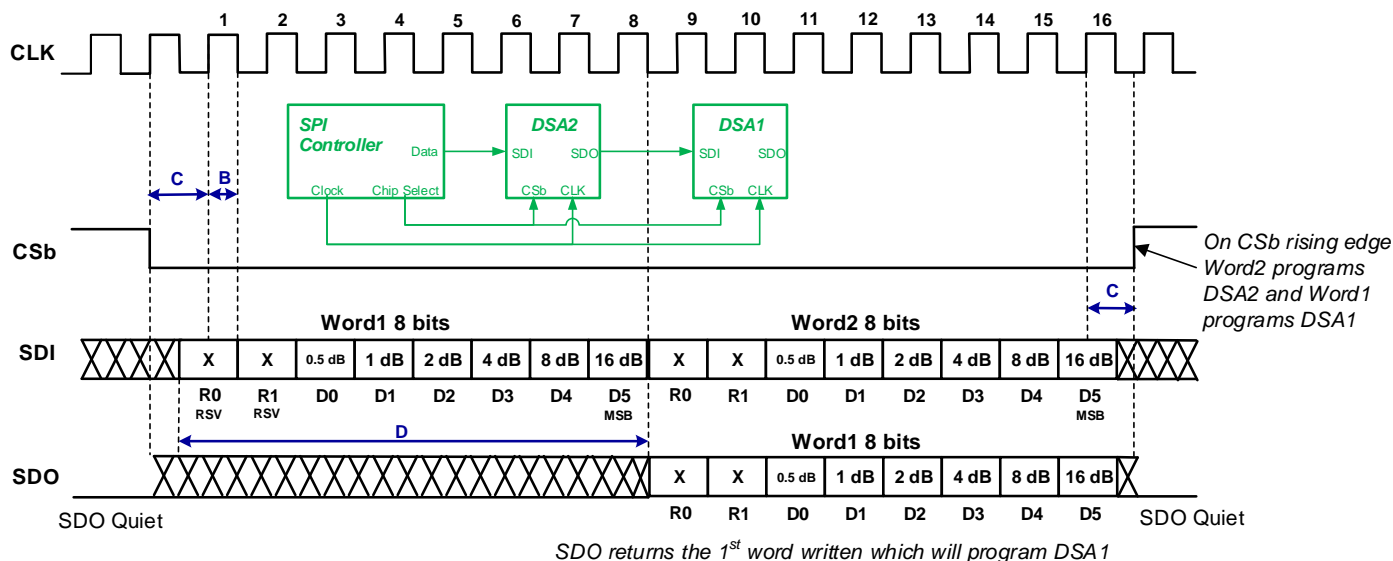 1 2 3 4 5 6 7 8 9 10 11 12 13 14 15 16
CLK
SPI
Controller
Data
Clock
Chip Select
DSA2
SDI
SDO
CSb
CLK
DSA1
SDI
SDO
CSb
CLK
C
B
CSb
On CSb rising edge
Word2 programs
DSA2 and Word1
programs DSA1
C
Word1 8 bits
Word2 8 bits
SDI
X X 0.5 dB 1 dB 2 dB 4 dB 8 dB 16 dB X X 0.5 dB 1 dB 2 dB 4 dB 8 dB 16 dB
R0 R1 D0 D1 D2 D3 D4 D5 R0 R1 D0 D1 D2 D3 D4 D5
RSV RSV MSB MSB
D
Word1 8 bits
SDO
X X 0.5 dB 1 dB 2 dB 4 dB 8 dB 16 dB
R0 R1 D0 D1 D2 D3 D4 D5
SDO Quiet
SDO Quiet
SDO returns the 1st word written which will program DSA1